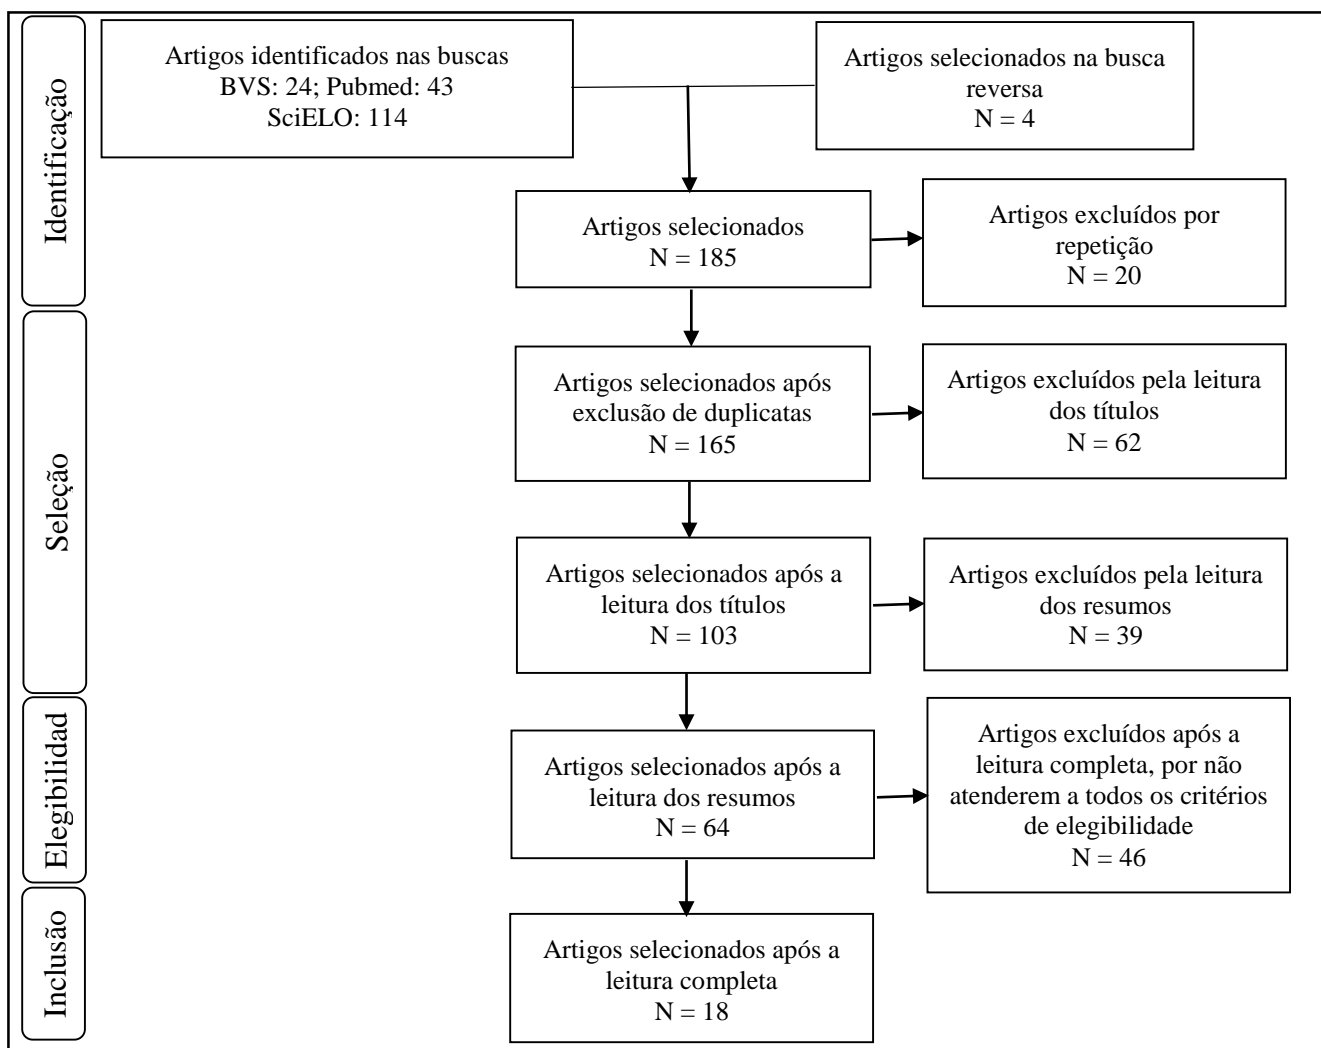 Identificação
Artigos identificados nas buscas
BVS: 24; Pubmed: 43
SciELO: 114
Artigos selecionados na busca
reversa
N = 4
Artigos selecionados
N = 185
Artigos excluídos por
repetição
N = 20
Seleção
Artigos selecionados após
exclusão de duplicatas
N = 165
Artigos excluídos pela leitura
dos títulos
N = 62
Artigos selecionados após a
leitura dos títulos
N = 103
Artigos excluídos pela leitura
dos resumos
N = 39
Elegibilidad
Artigos selecionados após a
leitura dos resumos
N = 64
Artigos excluídos após a
leitura completa, por não
atenderem a todos os critérios
de elegibilidade
N = 46
Inclusão
Artigos selecionados após a
leitura completa
N = 18